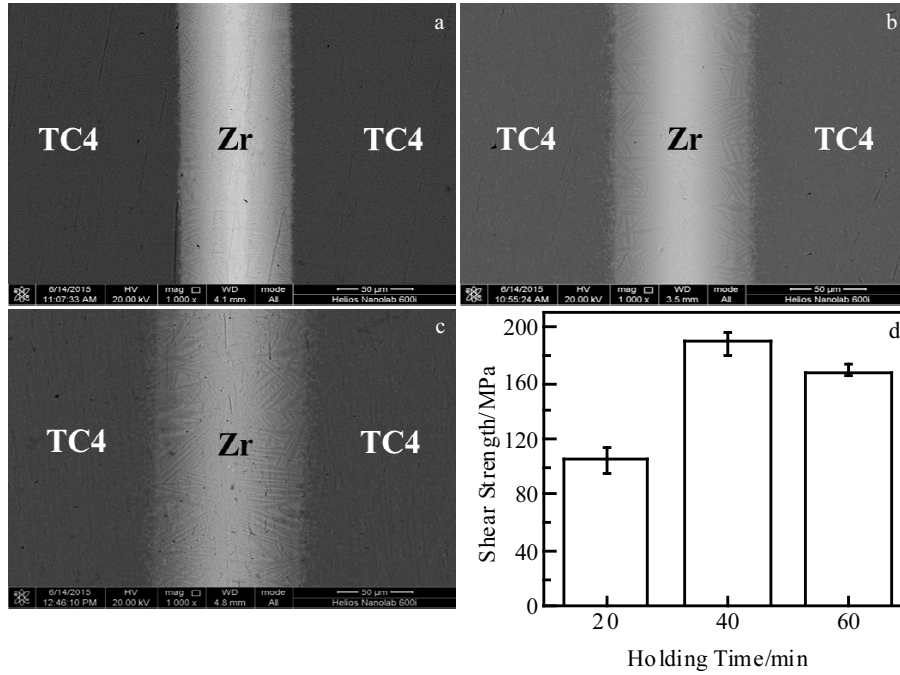 a
TC4
Zr
TC4
6/14/2015
11:07:33 AM
HV
20.00 kV
mag
1 000 x
WD
4.1 mm
mode
All
50 µm
Helios Nanolab 600i
b
TC4
Zr
TC4
6/14/2015
10:55:24 AM
HV
20.00 kV
mag
1 000 x
WD
3.5 mm
mode
All
50 µm
Helios Nanolab 600i
c
TC4
Zr
TC4
6/14/2015
12:46:10 PM
HV
20.00 kV
mag
1 000 x
WD
4.8 mm
mode
All
50 µm
Helios Nanolab 600i
d
200
160
120
80
40
0
Shear Strength/MPa
20
40
60
Holding Time/min